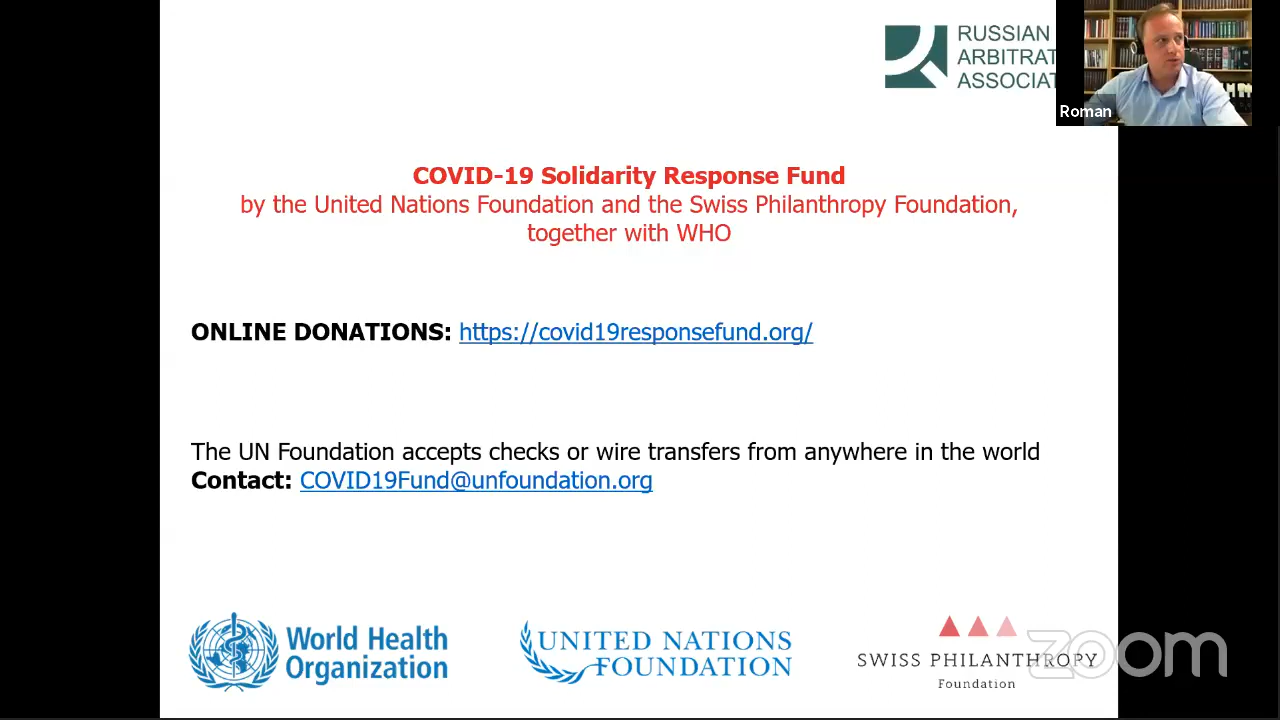 RUSSIAN
ARBITRAT
ASSOCIAT
Roman
COVID-19 Solidarity Response Fund
by the United Nations Foundation and the Swiss Philanthropy Foundation,
together with WHO
ONLINE DONATIONS: https://covid19responsefund.org/
The UN Foundation accepts checks or wire transfers from anywhere in the world
Contact: COVID19Fund@unfoundation.org
World Health
Organization
UNITED NATIONS
FOUNDATION
SWISS PHILANTHROPY
Foundation
zoom